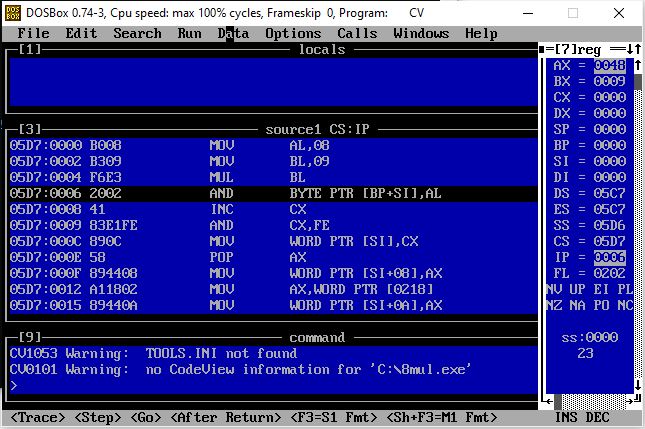 DOSBox 0.74-3, Cpu speed: max 100% cycles, Frameskip 0, Program: CV
File Edit Search Run Data Options Calls Windows Help
[1] locals
[3] source1 CS:IP
05D7:0000 B008 MOV AL,08
05D7:0002 B309 MOV BL,09
05D7:0004 F6E3 MUL BL
05D7:0006 2002 AND BYTE PTR [BP+SI],AL
05D7:0008 41 INC CX
05D7:0009 83E1FE AND CX,FE
05D7:000C 890C MOV WORD PTR [SI],CX
05D7:000E 58 POP AX
05D7:000F 894408 MOV WORD PTR [SI+08],AX
05D7:0012 A11802 MOV AX,WORD PTR [0218]
05D7:0015 89440A MOV WORD PTR [SI+0A],AX
[9] command
CV1053 Warning: TOOLS.INI not found
CV0101 Warning: no CodeView information for 'C:\8mul.exe'
>
[7]reg
AX = 0048
BX = 0009
CX = 0000
DX = 0000
SP = 0000
BP = 0000
SI = 0000
DI = 0000
DS = 05C7
ES = 05C7
SS = 05D6
CS = 05D7
IP = 0006
FL = 0202
NV UP EI PL
NZ NA PO NC
ss:0000
23
<Trace> <Step> <Go> <After Return> <F3=S1 Fmt> <Sh+F3=M1 Fmt> INS DEC